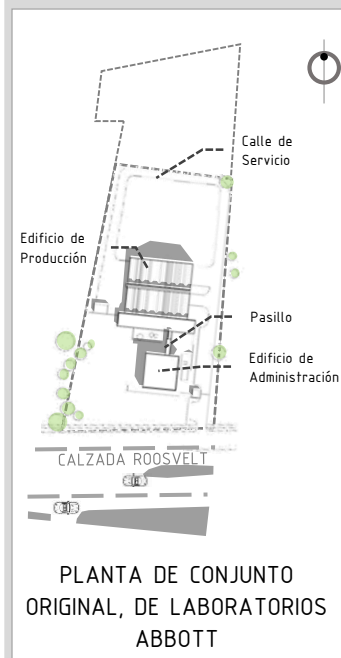 Calle de
Servicio
Edificio de
Producción
Pasillo
Edificio de
Administración
CALZADA ROOSVELT
PLANTA DE CONJUNTO
ORIGINAL, DE LABORATORIOS
ABBOTT